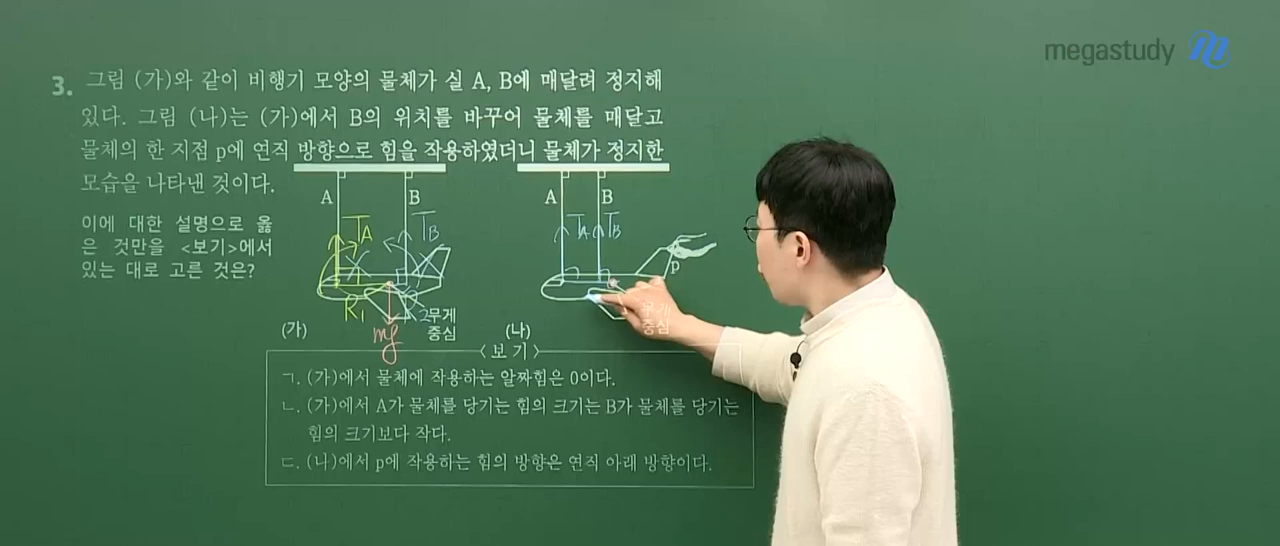 megastudy
3. 그림 (가)와 같이 비행기 모양의 물체가 실 A, B에 매달려 정지해
있다. 그림 (나)는 (가)에서 B의 위치를 바꾸어 물체를 매달고
물체의 한 지점 p에 연직 방향으로 힘을 작용하였더니 물체가 정지한
모습을 나타낸 것이다.
이에 대한 설명으로 옳
은 것만을 <보기>에서
있는 대로 고른 것은?
A B
TA TB
R1 2
mg
무게
중심
(가)
A B
TA TB
p
무게
중심
(나)
<보 기>
ㄱ. (가)에서 물체에 작용하는 알짜힘은 0이다.
ㄴ. (가)에서 A가 물체를 당기는 힘의 크기는 B가 물체를 당기는
힘의 크기보다 작다.
ㄷ. (나)에서 p에 작용하는 힘의 방향은 연직 아래 방향이다.